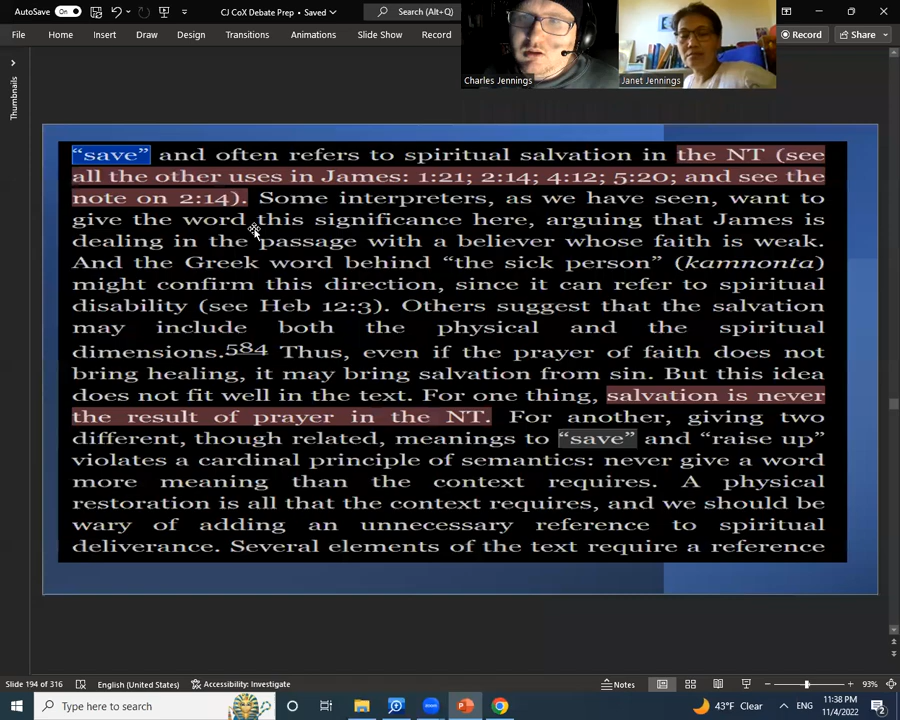 AutoSave On CJ CoX Debate Prep • Saved Search (Alt+Q)
File Home Insert Draw Design Transitions Animations Slide Show Record Record Share
Charles Jennings Janet Jennings
Thumbnails
“save” and often refers to spiritual salvation in the NT (see
all the other uses in James: 1:21; 2:14; 4:12; 5:20; and see the
note on 2:14). Some interpreters, as we have seen, want to
give the word this significance here, arguing that James is
dealing in the passage with a believer whose faith is weak.
And the Greek word behind “the sick person” (kamnonta)
might confirm this direction, since it can refer to spiritual
disability (see Heb 12:3). Others suggest that the salvation
may include both the physical and the spiritual
dimensions.584 Thus, even if the prayer of faith does not
bring healing, it may bring salvation from sin. But this idea
does not fit well in the text. For one thing, salvation is never
the result of prayer in the NT. For another, giving two
different, though related, meanings to “save” and “raise up”
violates a cardinal principle of semantics: never give a word
more meaning than the context requires. A physical
restoration is all that the context requires, and we should be
wary of adding an unnecessary reference to spiritual
deliverance. Several elements of the text require a reference
Slide 194 of 316 English (United States) Accessibility: Investigate Notes 93%
Type here to search 43°F Clear ENG 11:38 PM
11/4/2022 2